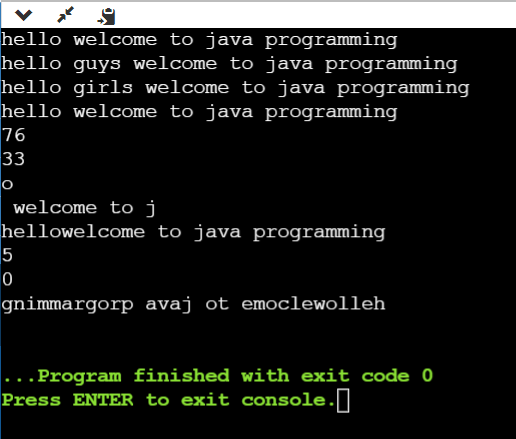 hello welcome to java programming
hello guys welcome to java programming
hello girls welcome to java programming
hello welcome to java programming
76
33
o
 welcome to j
hellowelcome to java programming
5
0
gnimmargorp avaj ot emoclewolleh
...Program finished with exit code 0
Press ENTER to exit console.